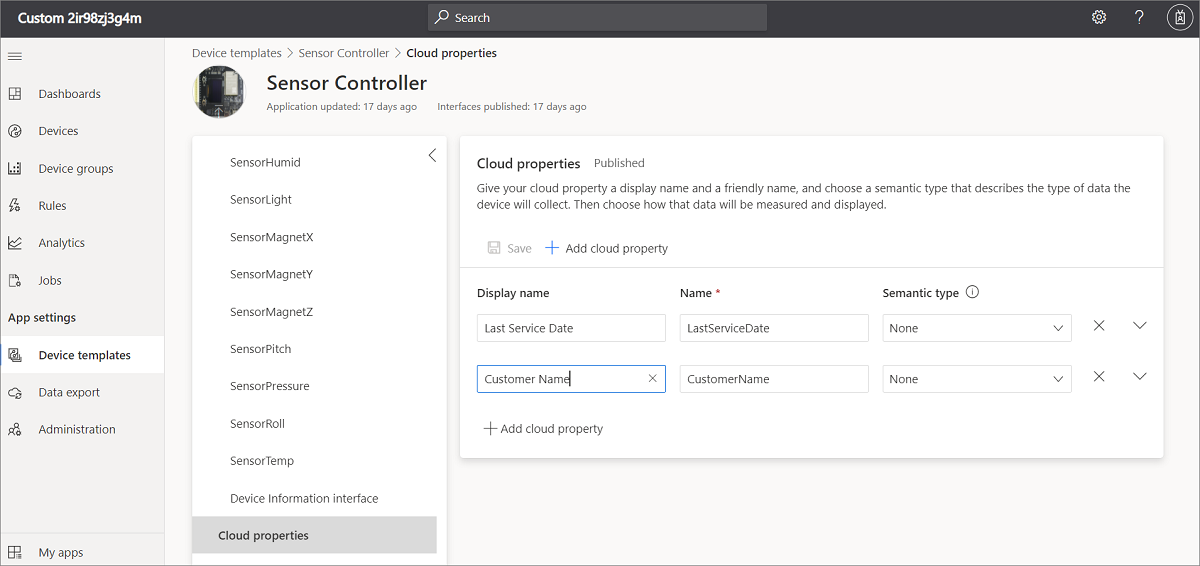 Custom 2ir98zj3g4m
Search
?
Dashboards
Devices
Device groups
Rules
Analytics
Jobs
App settings
Device templates
Data export
Administration
My apps
Device templates > Sensor Controller > Cloud properties
Sensor Controller
Application updated: 17 days ago Interfaces published: 17 days ago
SensorHumid
SensorLight
SensorMagnetX
SensorMagnetY
SensorMagnetZ
SensorPitch
SensorPressure
SensorRoll
SensorTemp
Device Information interface
Cloud properties
Cloud properties Published
Give your cloud property a display name and a friendly name, and choose a semantic type that describes the type of data the
device will collect. Then choose how that data will be measured and displayed.
Save Add cloud property
Display name Name * Semantic type
Last Service Date LastServiceDate None
Customer Name CustomerName None
Add cloud property